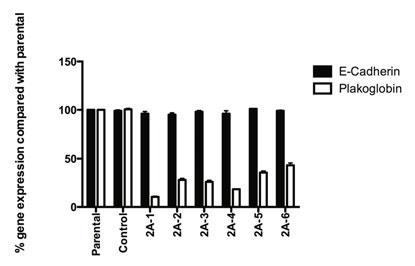 % gene expression compared with parental
150
100
50
0
Parental
Control
2A-1
2A-2
2A-3
2A-4
2A-5
2A-6
E-Cadherin
Plakoglobin